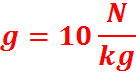 g = 10 N/kg